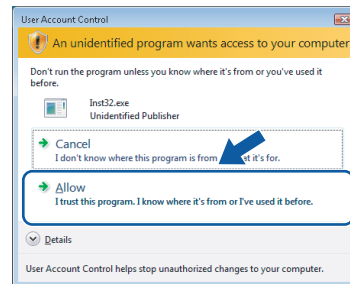 User Account Control
An unidentified program wants access to your computer
Don't run the program unless you know where it's from or you've used it
before.
Inst32.exe
Unidentified Publisher
Cancel
I don't know where this program is from at it's for.
Allow
I trust this program. I know where it's from or I've used it before.
Details
User Account Control helps stop unauthorized changes to your computer.